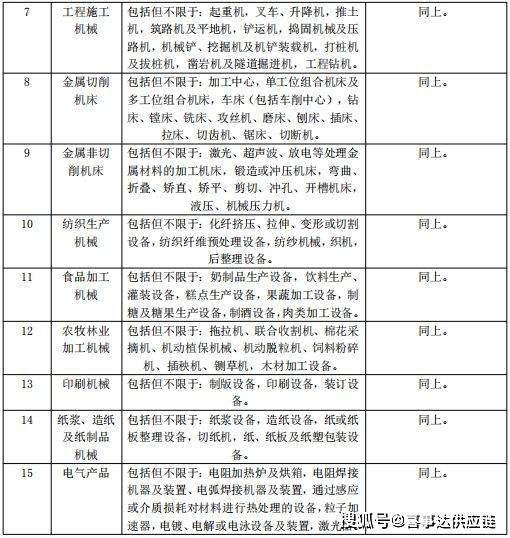 7 工程施工 包括但不限于：起重机，叉车、升降机，推土 同上。
机械 机，筑路机及平地机，铲运机，捣固机械及压
路机，机械铲、挖掘机及机铲装载机，打桩机
及拔桩机，凿岩机及隧道掘进机，工程钻机。
8 金属切削 包括但不限于：加工中心，单工位组合机床及 同上。
机床 多工位组合机床，车床（包括车削中心），钻
床、镗床、铣床、攻丝机、磨床、刨床、插床、
拉床、切齿机、锯床、切断机。
9 金属非切 包括但不限于：激光、超声波、放电等处理金 同上。
削机床 属材料的加工机床，锻造或冲压机床，弯曲、
折叠、矫直、矫平、剪切、冲孔、开槽机床，
液压、机械压力机。
10 纺织生产 包括但不限于：化纤挤压、拉伸、变形或切割 同上。
机械 设备，纺织纤维预处理设备，纺纱机械，织机，
后整理设备。
11 食品加工 包括但不限于： 奶制品生产设备，饮料生产、 同上。
机械 灌装设备，糕点生产设备，果蔬加工设备，制
糖及糖果生产设备，制酒设备，肉类加工设备。
12 农牧林业 包括但不限于：拖拉机、联合收割机、棉花采 同上。
加工机械 摘机、机动植保机械、机动脱粒机、饲料粉碎
机、插秧机、铡草机，木材加工设备。
13 印刷机械 包括但不限于：制版设备，印刷设备，装订设 同上。
备。
14 纸浆、造纸 包括但不限于：纸浆设备，造纸设备，纸或纸 同上。
及纸制品 板整理设备，切纸机，纸、纸板及纸塑包装设
机械 备。
15 电气产品 包括但不限于：电阻加热炉及烘箱，电阻焊接 同上。
机器及装置、电弧焊接机器及装置，通过感应
或介质损耗对材料进行热处理的设备，粒子加
速器，电镀、电解或电泳设备及装置，激光器
搜狐号@喜事达供应链